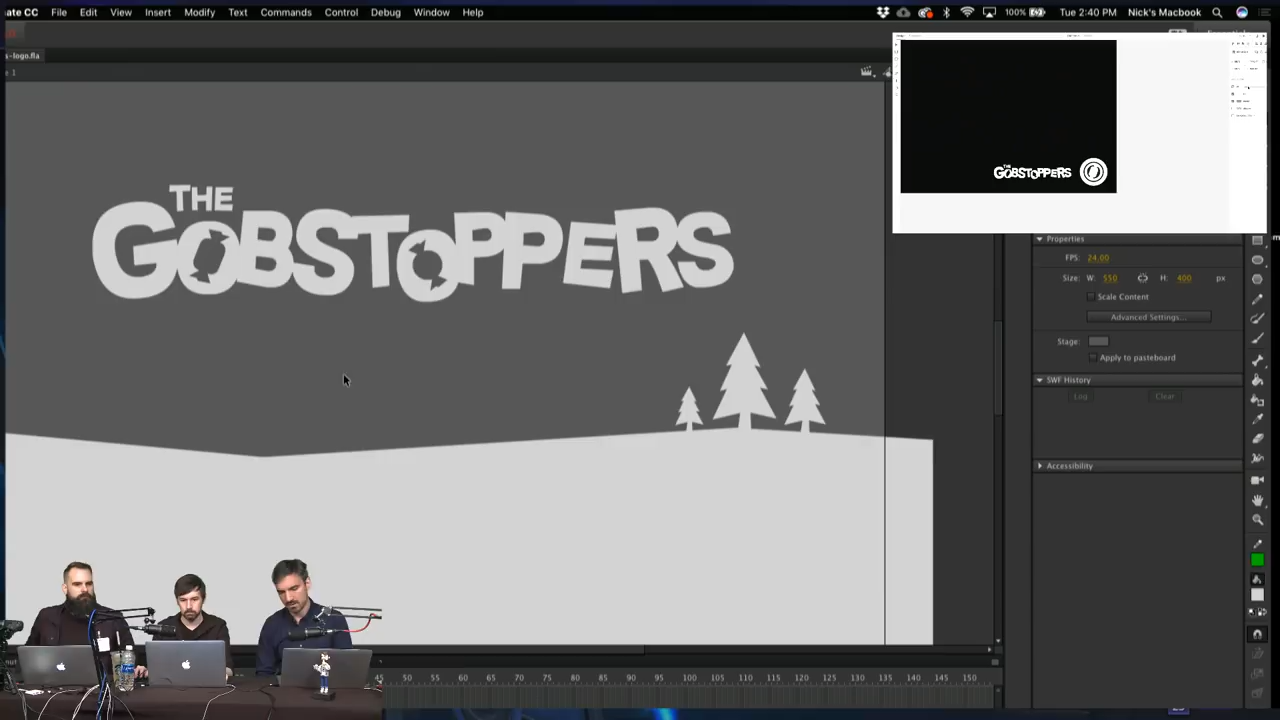 ate CC File Edit View Insert Modify Text Commands Control Debug Window Help 100% Tue 2:40 PM Nick's Macbook
s-logo.fla
e 1
THE
GOBSTOPPERS
THE
GOBSTOPPERS
Properties
FPS: 24.00
Size: W: 550 H: 400 px
Scale Content
Advanced Settings...
Stage:
Apply to pasteboard
SWF History
Log Clear
Accessibility
45 50 55 60 65 70 75 80 85 90 95 100 105 110 115 120 125 130 135 140 145 150